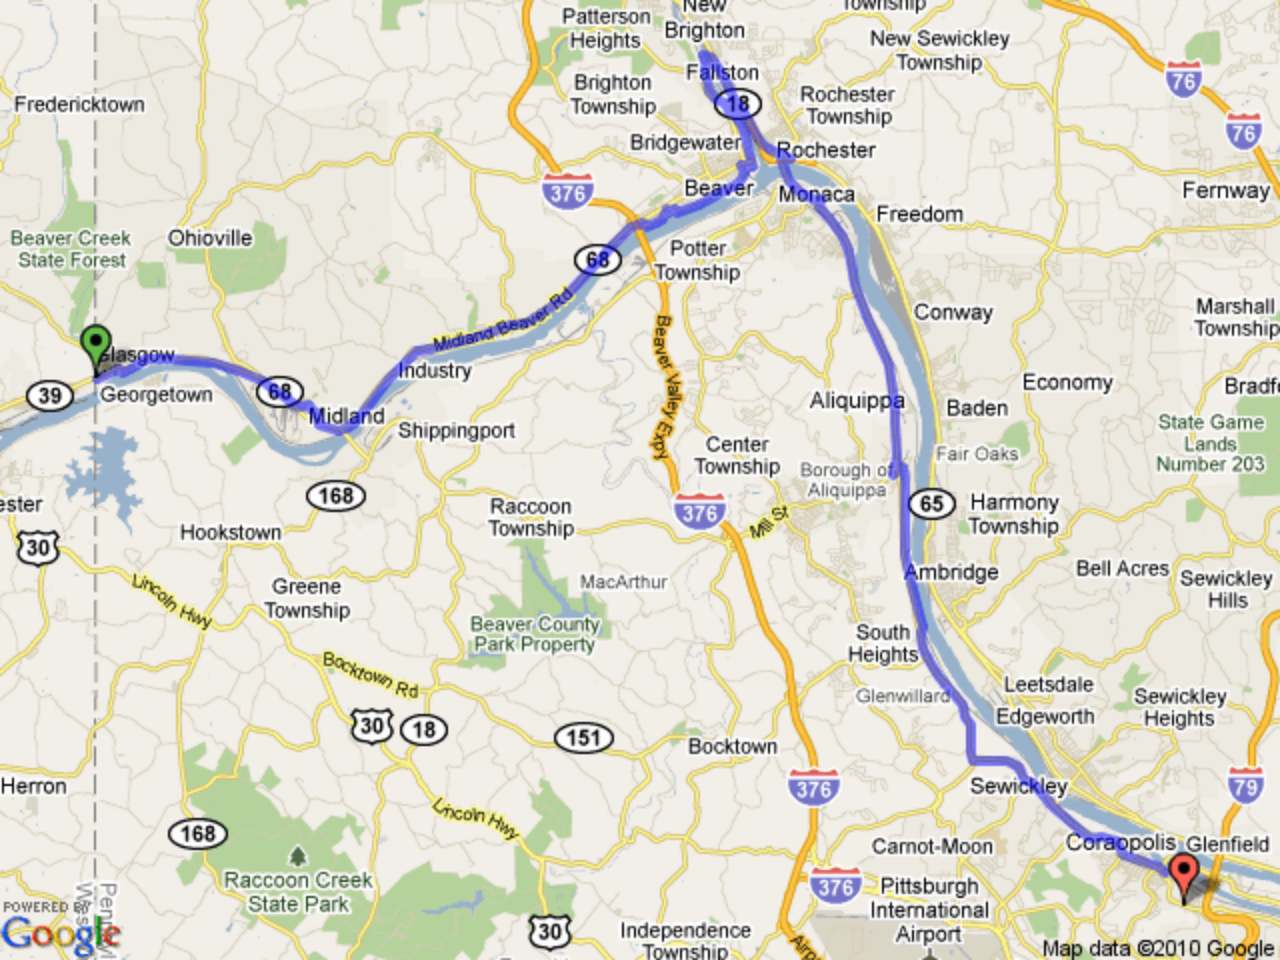 New
Brighton
Township
Patterson
Heights
New Sewickley
Township
Fallston
76
Fredericktown
Brighton
Township
18
Rochester
Township
76
Bridgewater
Rochester
376
Beaver
Monaca
Fernway
Freedom
Beaver Creek
State Forest
Ohioville
68
Potter
Township
Conway
Marshall
Township
Midland Beaver Rd
Beaver Valley Expy
Glasgow
Industry
Economy
39
Georgetown
68
Midland
Aliquippa
Baden
Shippingport
Center
Township
Fair Oaks
State Game
Lands
Number 203
Borough of
Aliquippa
168
65
376
Raccoon
Township
Mill St
Harmony
Township
30
Hookstown
Lincoln Hwy
Greene
Township
MacArthur
Ambridge
Bell Acres
Sewickley
Hills
Beaver County
Park Property
South
Heights
Bocktown Rd
Glenwillard
Leetsdale
Edgeworth
Sewickley
Heights
30
18
151
Bocktown
Herron
376
Sewickley
79
Lincoln Hwy
168
Carnot-Moon
Coraopolis
Glenfield
Raccoon Creek
State Park
376
Pittsburgh
International
Airport
POWERED BY
Google
30
Independence
Township
Map data ©2010 Google